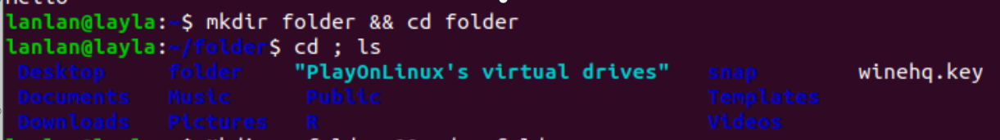 lanlan@layla:~$ mkdir folder && cd folder
lanlan@layla:~/folder$ cd ; ls
Desktop folder "PlayOnLinux's virtual drives" snap winehq.key
Documents Music Public Templates
Downloads Pictures R Videos